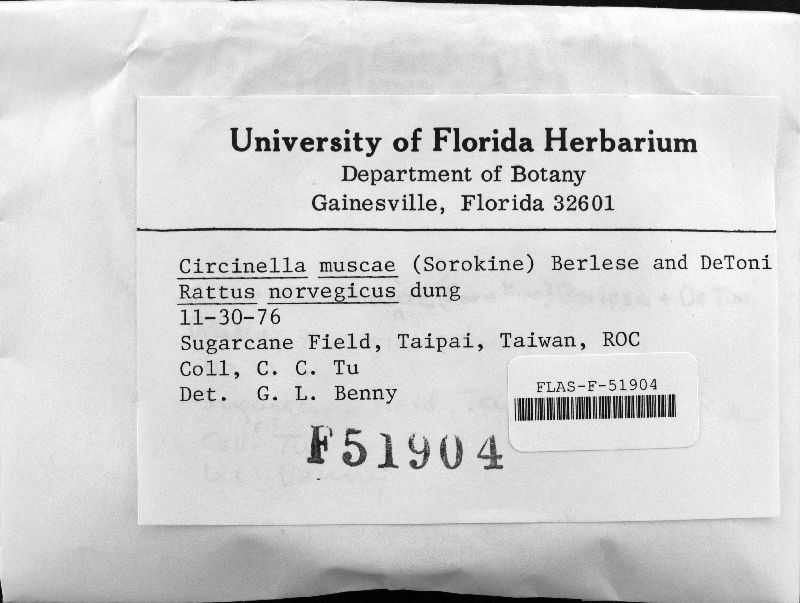 University of Florida Herbarium
Department of Botany
Gainesville, Florida 32601
Circinella muscae (Sorokine) Berlese and DeToni
Rattus norvegicus dung
11-30-76
Sugarcane Field, Taipai, Taiwan, ROC
Coll, C. C. Tu
Det. G. L. Benny
FLAS-F-51904
F51904